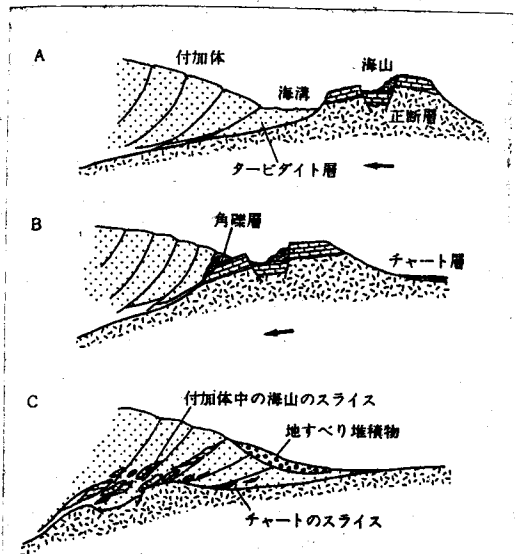 A
付加体
海山
海溝
正断層
タービダイト層
B
角礫層
チャート層
C
付加体中の海山のスライス
地すべり堆積物
チャートのスライス